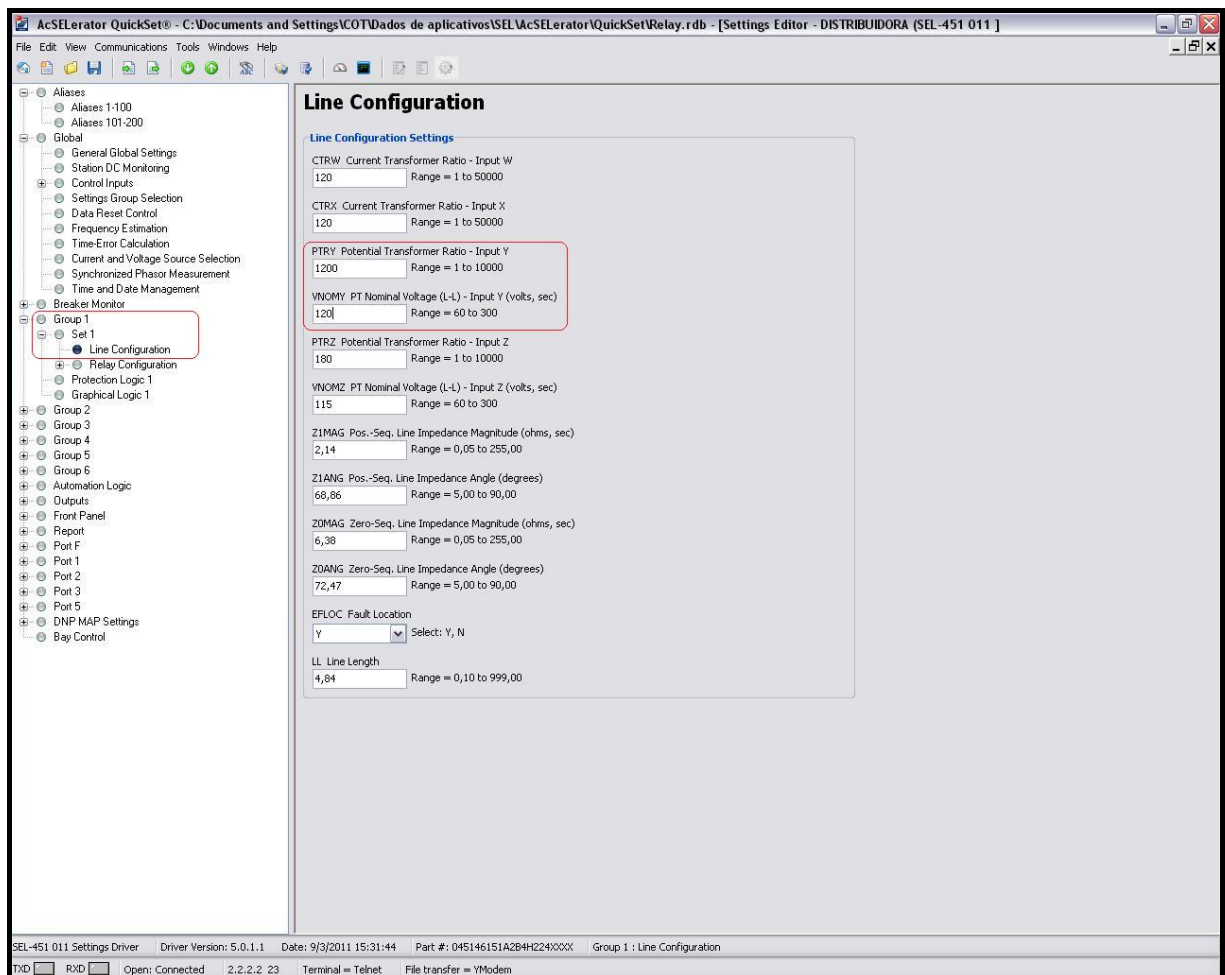 AcSELerator QuickSet® - C:\Documents and Settings\COT\Dados de aplicativos\SEL\AcSELerator\QuickSet\Relay.rdb - [Settings Editor - DISTRIBUIDORA (SEL-451 011 ]
File Edit View Communications Tools Windows Help
Aliases
Aliases 1-100
Aliases 101-200
Global
General Global Settings
Station DC Monitoring
Control Inputs
Settings Group Selection
Data Reset Control
Frequency Estimation
Time-Error Calculation
Current and Voltage Source Selection
Synchronized Phasor Measurement
Time and Date Management
Breaker Monitor
Group 1
Set 1
Line Configuration
Relay Configuration
Protection Logic 1
Graphical Logic 1
Group 2
Group 3
Group 4
Group 5
Group 6
Automation Logic
Outputs
Front Panel
Report
Port F
Port 1
Port 2
Port 3
Port 5
DNP MAP Settings
Bay Control
Line Configuration
Line Configuration Settings
CTRW Current Transformer Ratio - Input W
120 Range = 1 to 50000
CTRX Current Transformer Ratio - Input X
120 Range = 1 to 50000
PTRY Potential Transformer Ratio - Input Y
1200 Range = 1 to 10000
VNOMY PT Nominal Voltage (L-L) - Input Y (volts, sec)
120 Range = 60 to 300
PTRZ Potential Transformer Ratio - Input Z
180 Range = 1 to 10000
VNOMZ PT Nominal Voltage (L-L) - Input Z (volts, sec)
115 Range = 60 to 300
Z1MAG Pos.-Seq. Line Impedance Magnitude (ohms, sec)
2,14 Range = 0,05 to 255,00
Z1ANG Pos.-Seq. Line Impedance Angle (degrees)
68,86 Range = 5,00 to 90,00
Z0MAG Zero-Seq. Line Impedance Magnitude (ohms, sec)
6,38 Range = 0,05 to 255,00
Z0ANG Zero-Seq. Line Impedance Angle (degrees)
72,47 Range = 5,00 to 90,00
EFLOC Fault Location
Y Select: Y, N
LL Line Length
4,84 Range = 0,10 to 999,00
SEL-451 011 Settings Driver Driver Version: 5.0.1.1 Date: 9/3/2011 15:31:44 Part #: 045146151A2B4H224XXXX Group 1 : Line Configuration
TXD RXD Open: Connected 2.2.2.2 23 Terminal = Telnet File transfer = YModem